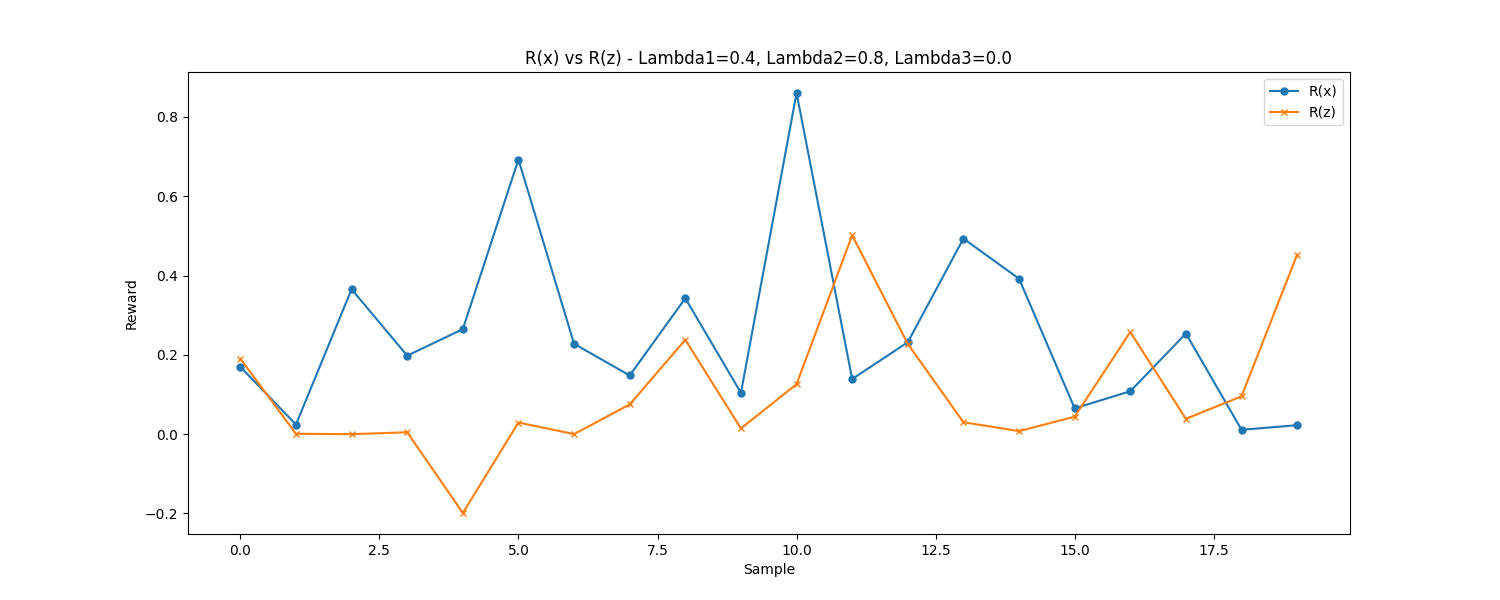 R(x) vs R(z) - Lambda1=0.4, Lambda2=0.8, Lambda3=0.0
R(x)
R(z)
Reward
0.8
0.6
0.4
0.2
0.0
−0.2
0.0 2.5 5.0 7.5 10.0 12.5 15.0 17.5
Sample